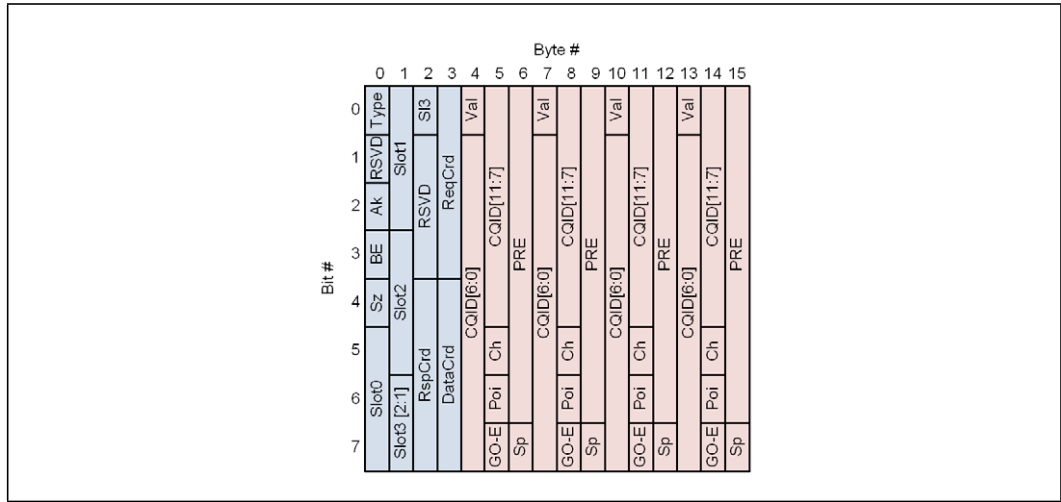 Byte #
0 1 2 3 4 5 6 7 8 9 10 11 12 13 14 15
Bit #
0 Type SI3 Val Val Val Val
1 RSVD Slot1 RSVD ReqCrd CQID[6:0] CQID[11:7] PRE CQID[6:0] CQID[11:7] PRE CQID[6:0] CQID[11:7] PRE CQID[6:0] CQID[11:7] PRE
2 Ak
3 BE Slot2
4 Sz RspCrd DataCrd
5 Slot0 Ch Ch Ch Ch
6 Slot3 [2:1] Poi Poi Poi Poi
7 GO-E Sp GO-E Sp GO-E Sp GO-E Sp